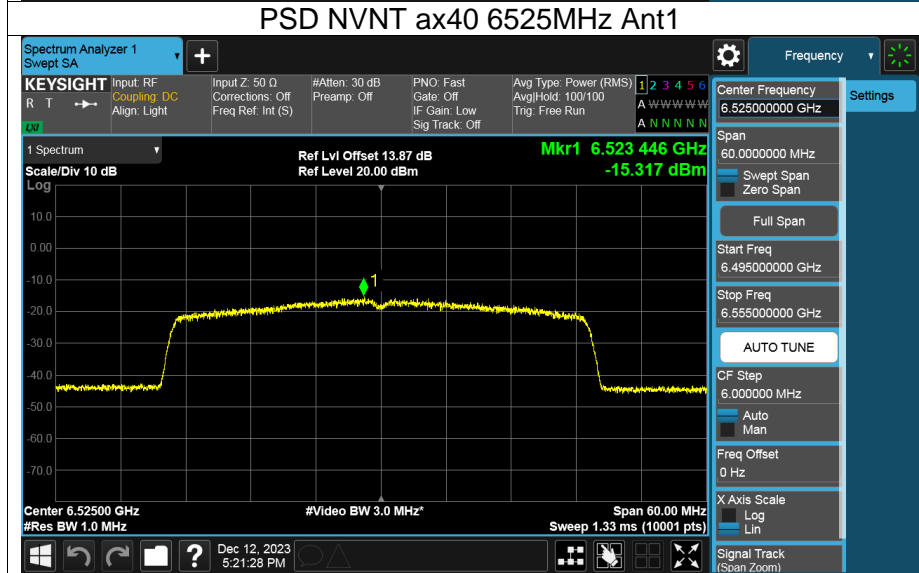 PSD NVNT ax40 6525MHz Ant1
Spectrum Analyzer 1
Swept SA
+
Frequency
KEYSIGHT
R T
LXI
Input: RF
Coupling: DC
Align: Light
Input Z: 50 Ω
Corrections: Off
Freq Ref: Int (S)
#Atten: 30 dB
Preamp: Off
PNO: Fast
Gate: Off
IF Gain: Low
Sig Track: Off
Avg Type: Power (RMS)
Avg|Hold: 100/100
Trig: Free Run
1 2 3 4 5 6
A W W W W W
A N N N N N
Center Frequency
6.525000000 GHz
Settings
1 Spectrum
Scale/Div 10 dB
Ref Lvl Offset 13.87 dB
Ref Level 20.00 dBm
Mkr1 6.523 446 GHz
-15.317 dBm
Span
60.0000000 MHz
Swept Span
Zero Span
Full Span
Start Freq
6.495000000 GHz
Stop Freq
6.555000000 GHz
AUTO TUNE
CF Step
6.000000 MHz
Auto
Man
Freq Offset
0 Hz
X Axis Scale
Log
Lin
Signal Track
(Span Zoom)
Log
10.0
0.00
-10.0
-20.0
-30.0
-40.0
-50.0
-60.0
-70.0
1
Center 6.52500 GHz
#Res BW 1.0 MHz
#Video BW 3.0 MHz*
Span 60.00 MHz
Sweep 1.33 ms (10001 pts)
?
Dec 12, 2023
5:21:28 PM